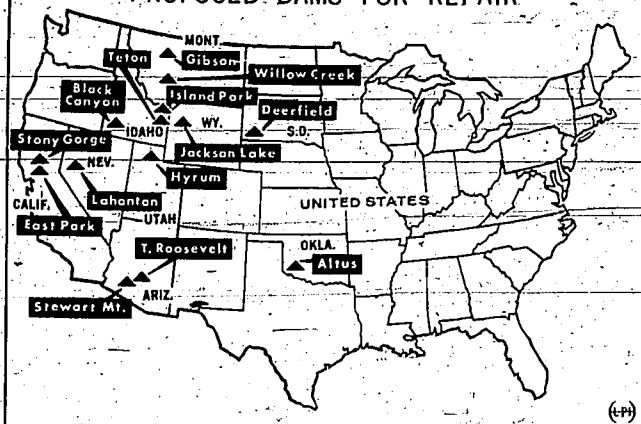 PROPOSED DAMS FOR REPAIR
MONT.
Teton
Gibson
Willow Creek
Black
Canyon
Island Park
Deerfield
IDAHO
WY.
S.D.
Stony Gorge
Jackson Lake
NEV.
Hyrum
CALIF.
Lahontan
UNITED STATES
East Park
UTAH
T. Roosevelt
OKLA.
Altus
ARIZ.
Stewart Mt.
(UPI)